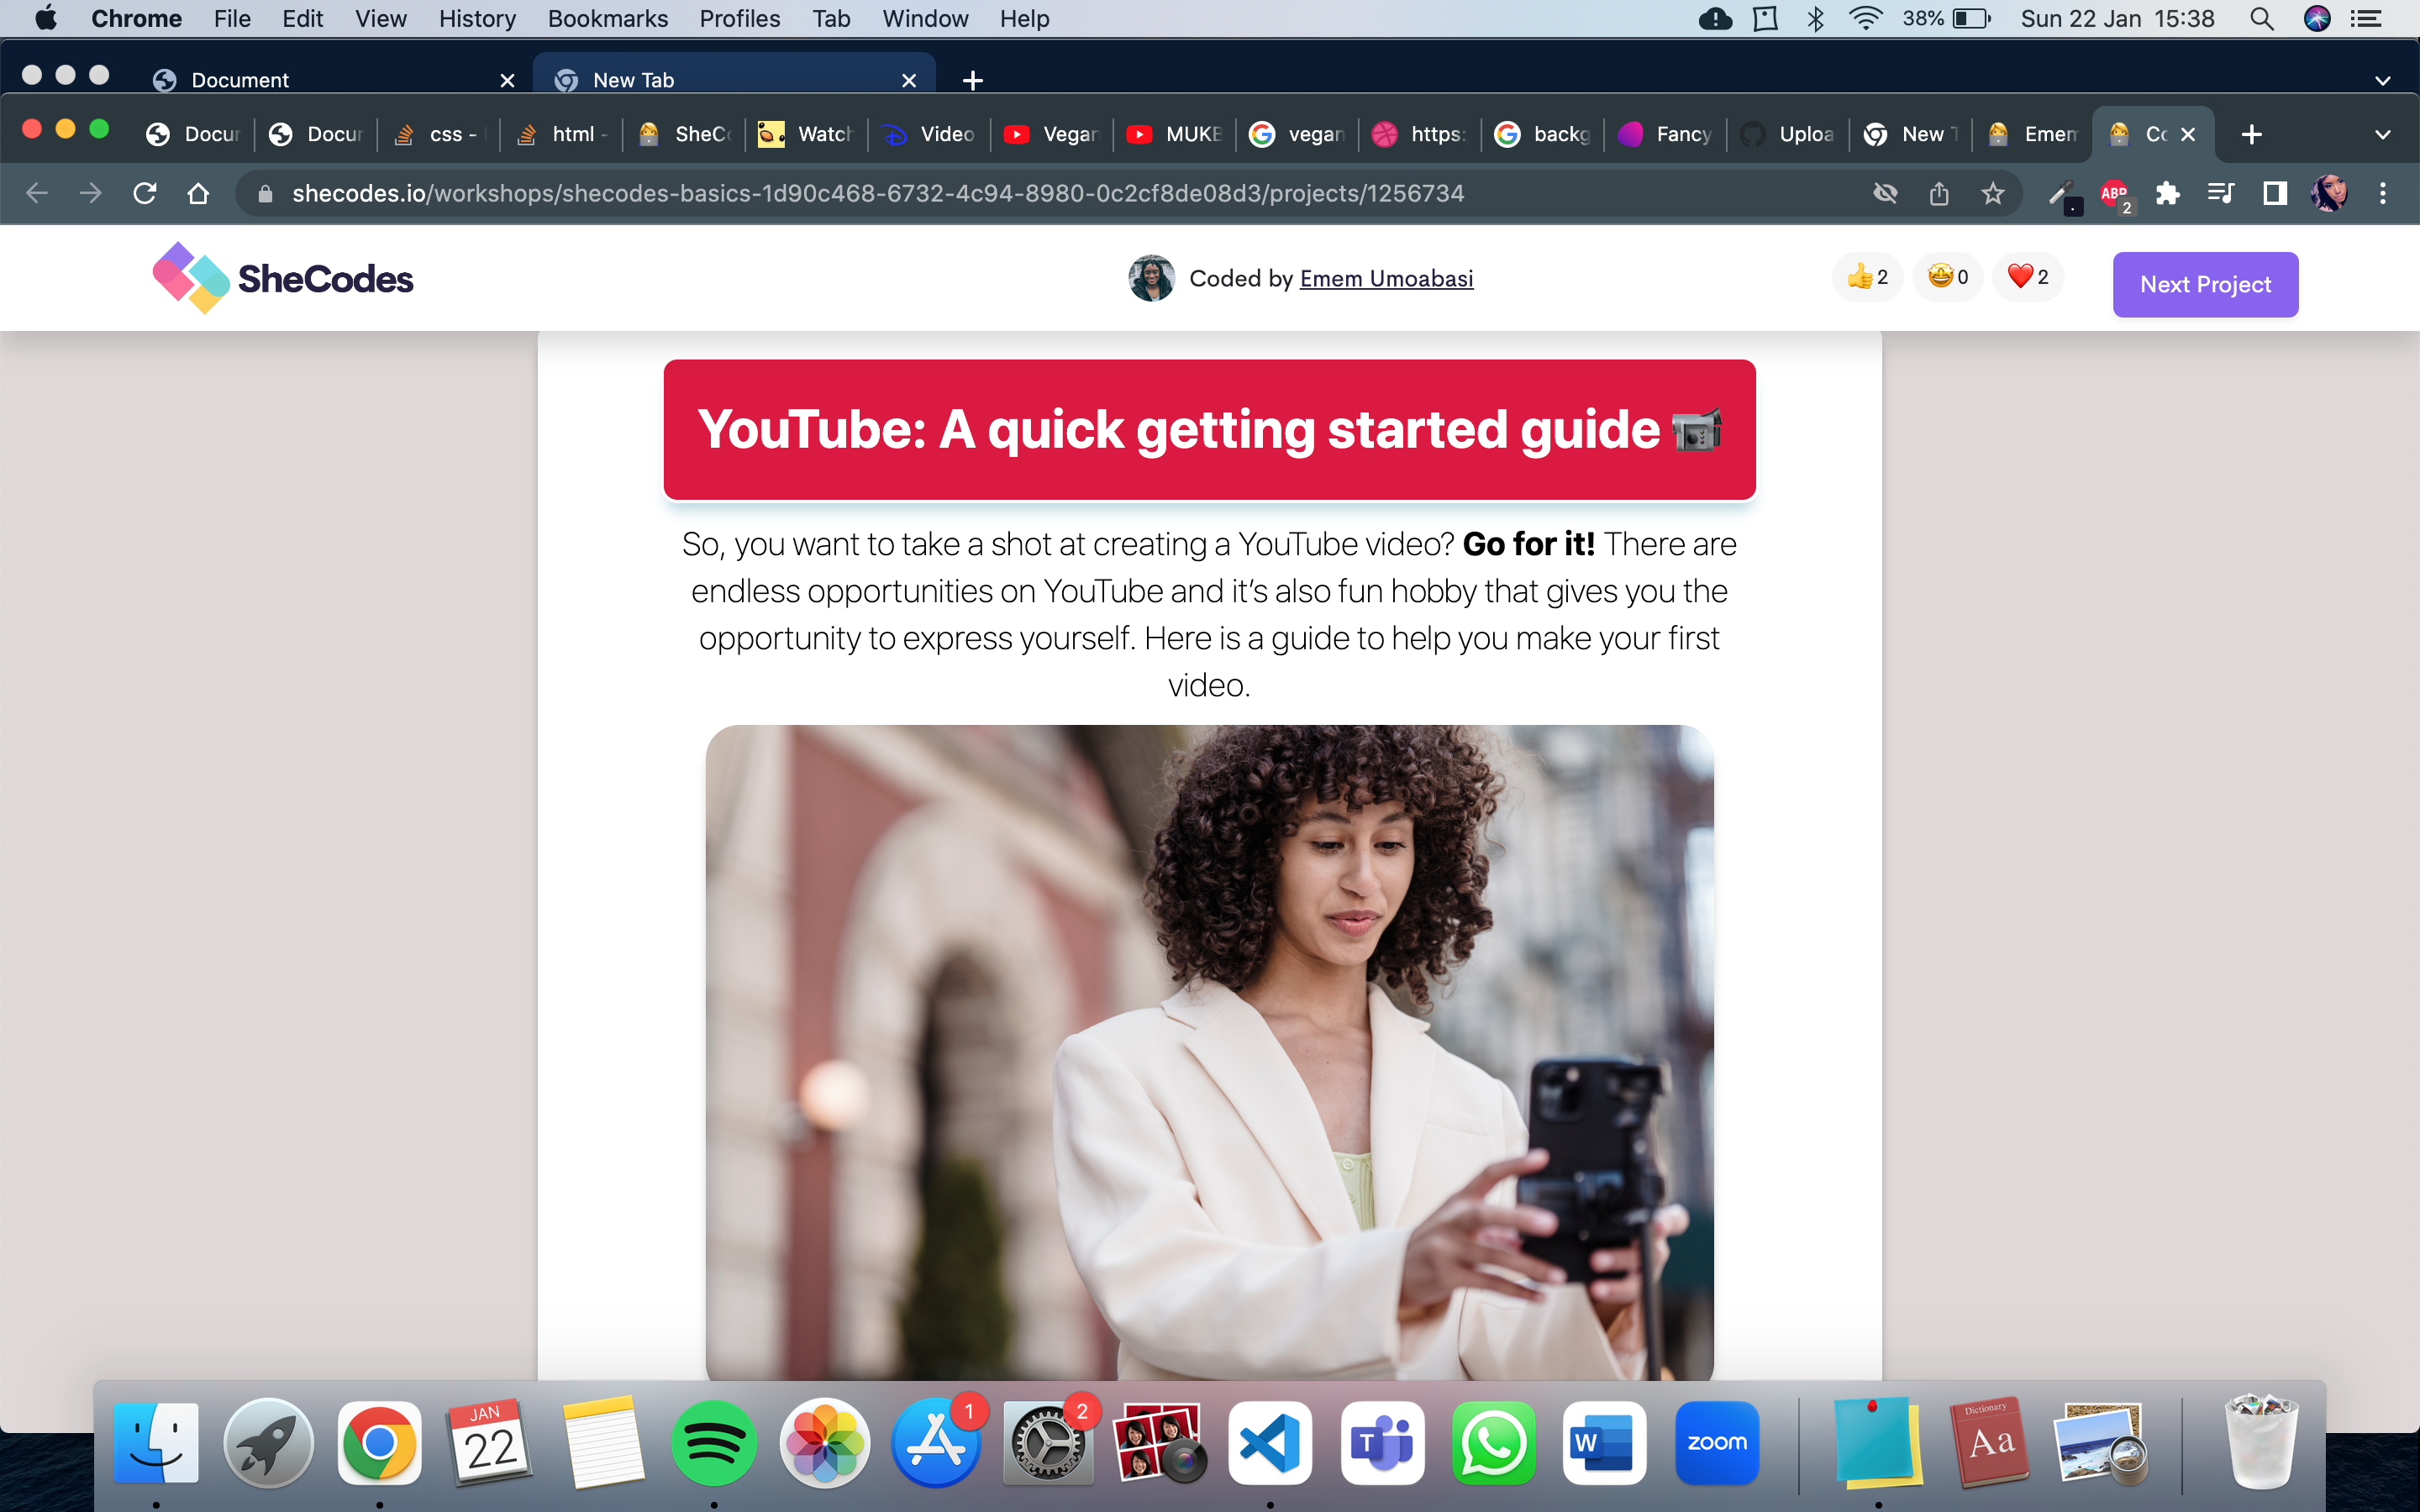 Chrome File Edit View History Bookmarks Profiles Tab Window Help 38% Sun 22 Jan 15:38
Document New Tab
Docur Docur css - html - SheCo Watch Video Vegan MUKB vegan https: backg Fancy Uploa New T Emem Co
shecodes.io/workshops/shecodes-basics-1d90c468-6732-4c94-8980-0c2cf8de08d3/projects/1256734 ABP 2
SheCodes Coded by Emem Umoabasi 👍2 🤩0 ❤️2 Next Project
YouTube: A quick getting started guide 📹
So, you want to take a shot at creating a YouTube video? Go for it! There are
endless opportunities on YouTube and it’s also fun hobby that gives you the
opportunity to express yourself. Here is a guide to help you make your first
video.
JAN
22
1
2
T
W
zoom
Dictionary
Aa